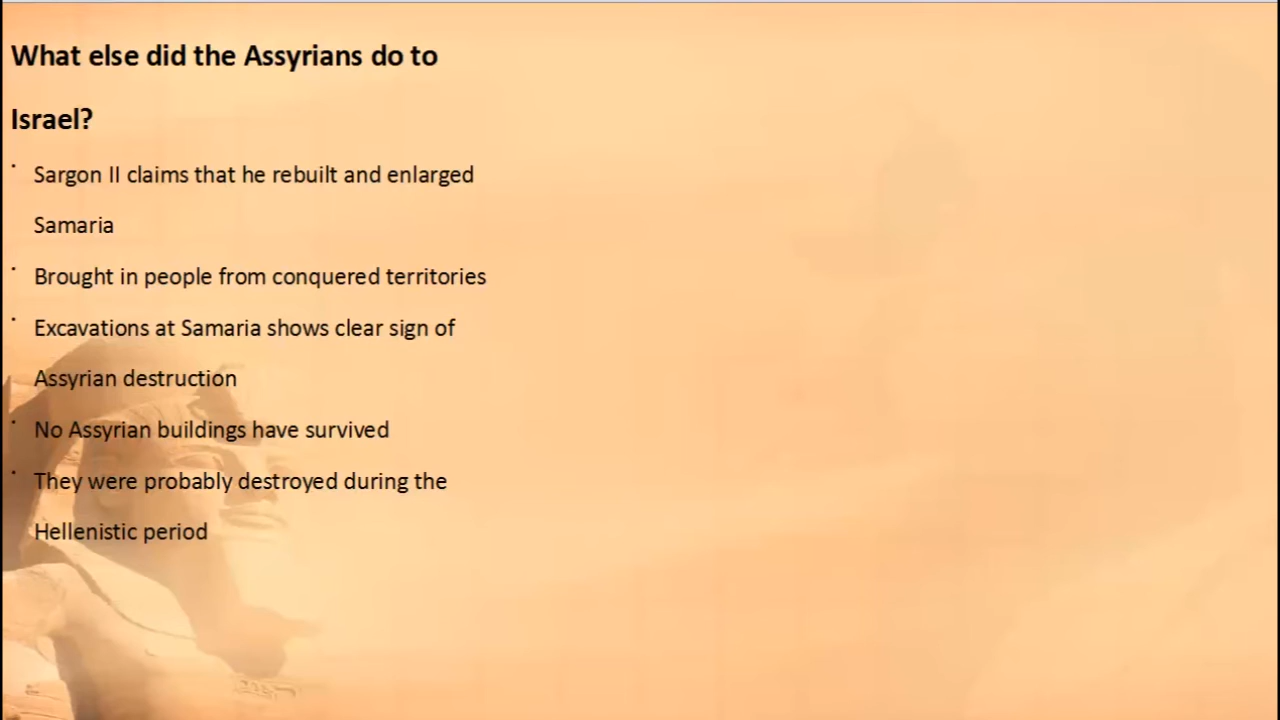 What else did the Assyrians do to
Israel?
· Sargon II claims that he rebuilt and enlarged
Samaria
· Brought in people from conquered territories
· Excavations at Samaria shows clear sign of
Assyrian destruction
· No Assyrian buildings have survived
· They were probably destroyed during the
Hellenistic period